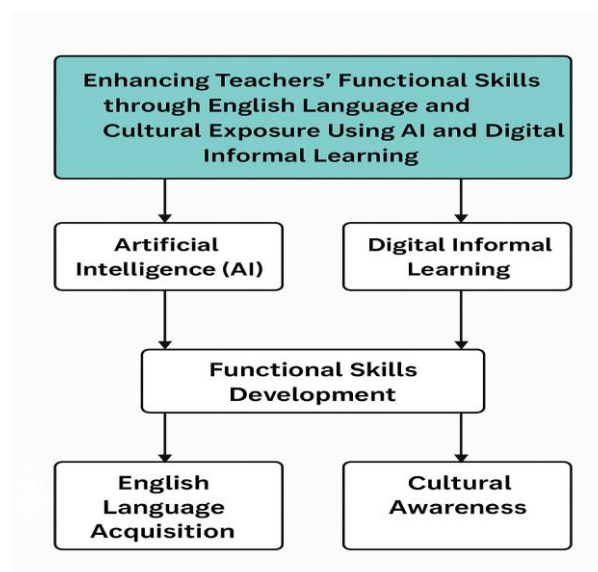 Enhancing Teachers' Functional Skills
through English Language and
Cultural Exposure Using AI and Digital
Informal Learning
Artificial
Intelligence (AI)
Digital Informal
Learning
Functional Skills
Development
English
Language
Acquisition
Cultural
Awareness